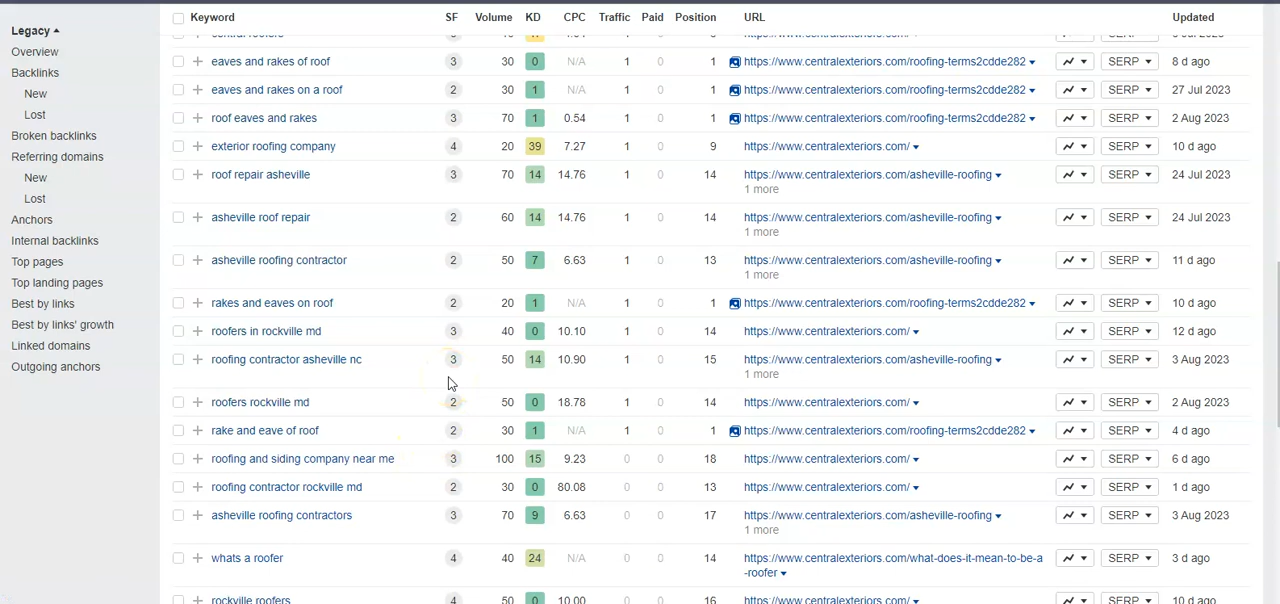 Keyword SF Volume KD CPC Traffic Paid Position URL Updated
Legacy
Overview
Backlinks
New
Lost
Broken backlinks
Referring domains
New
Lost
Anchors
Internal backlinks
Top pages
Top landing pages
Best by links
Best by links' growth
Linked domains
Outgoing anchors
eaves and rakes of roof 3 30 0 N/A 1 0 1 https://www.centralexteriors.com/roofing-terms2cdde282 SERP 8 d ago
eaves and rakes on a roof 2 30 1 N/A 1 0 1 https://www.centralexteriors.com/roofing-terms2cdde282 SERP 27 Jul 2023
roof eaves and rakes 3 70 1 0.54 1 0 1 https://www.centralexteriors.com/roofing-terms2cdde282 SERP 2 Aug 2023
exterior roofing company 4 20 39 7.27 1 0 9 https://www.centralexteriors.com/ SERP 10 d ago
roof repair asheville 3 70 14 14.76 1 0 14 https://www.centralexteriors.com/asheville-roofing SERP 24 Jul 2023
1 more
asheville roof repair 2 60 14 14.76 1 0 14 https://www.centralexteriors.com/asheville-roofing SERP 24 Jul 2023
1 more
asheville roofing contractor 2 50 7 6.63 1 0 13 https://www.centralexteriors.com/asheville-roofing SERP 11 d ago
1 more
rakes and eaves on roof 2 20 1 N/A 1 0 1 https://www.centralexteriors.com/roofing-terms2cdde282 SERP 10 d ago
roofers in rockville md 3 40 0 10.10 1 0 14 https://www.centralexteriors.com/ SERP 12 d ago
roofing contractor asheville nc 3 50 14 10.90 1 0 15 https://www.centralexteriors.com/asheville-roofing SERP 3 Aug 2023
1 more
roofers rockville md 2 50 0 18.78 1 0 14 https://www.centralexteriors.com/ SERP 2 Aug 2023
rake and eave of roof 2 30 1 N/A 1 0 1 https://www.centralexteriors.com/roofing-terms2cdde282 SERP 4 d ago
roofing and siding company near me 3 100 15 9.23 0 0 18 https://www.centralexteriors.com/ SERP 6 d ago
roofing contractor rockville md 2 30 0 80.08 0 0 13 https://www.centralexteriors.com/ SERP 1 d ago
asheville roofing contractors 3 70 9 6.63 0 0 17 https://www.centralexteriors.com/asheville-roofing SERP 3 Aug 2023
1 more
whats a roofer 4 40 24 N/A 0 0 14 https://www.centralexteriors.com/what-does-it-mean-to-be-a
-roofer SERP 3 d ago
rockville roofers 4 50 0 10.00 0 0 16 https://www.centralexteriors.com/ SERP 10 d ago